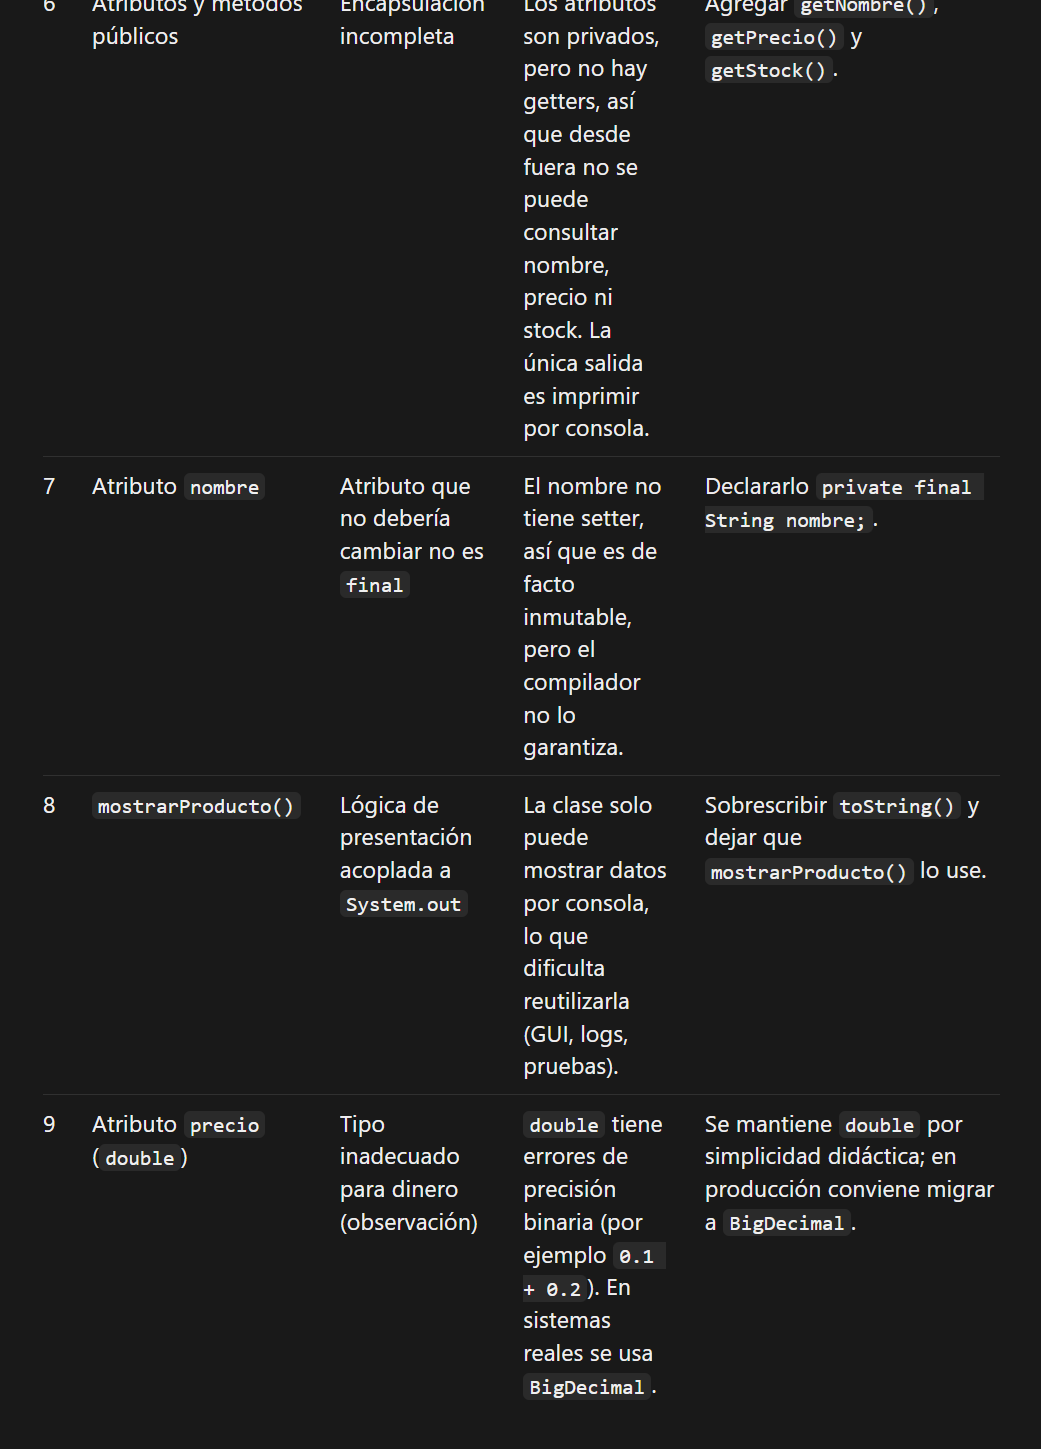 6
Atributos y métodos
públicos
Encapsulación
incompleta
Los atributos
son privados,
pero no hay
getters, así
que desde
fuera no se
puede
consultar
nombre,
precio ni
stock. La
única salida
es imprimir
por consola.
Agregar getNombre(),
getPrecio() y
getStock().
7
Atributo nombre
Atributo que
no debería
cambiar no es
final
El nombre no
tiene setter,
así que es de
facto
inmutable,
pero el
compilador
no lo
garantiza.
Declararlo private final
String nombre;.
8
mostrarProducto()
Lógica de
presentación
acoplada a
System.out
La clase solo
puede
mostrar datos
por consola,
lo que
dificulta
reutilizarla
(GUI, logs,
pruebas).
Sobrescribir toString() y
dejar que
mostrarProducto() lo use.
9
Atributo precio
(double)
Tipo
inadecuado
para dinero
(observación)
double tiene
errores de
precisión
binaria (por
ejemplo 0.1
+ 0.2). En
sistemas
reales se usa
BigDecimal.
Se mantiene double por
simplicidad didáctica; en
producción conviene migrar
a BigDecimal.